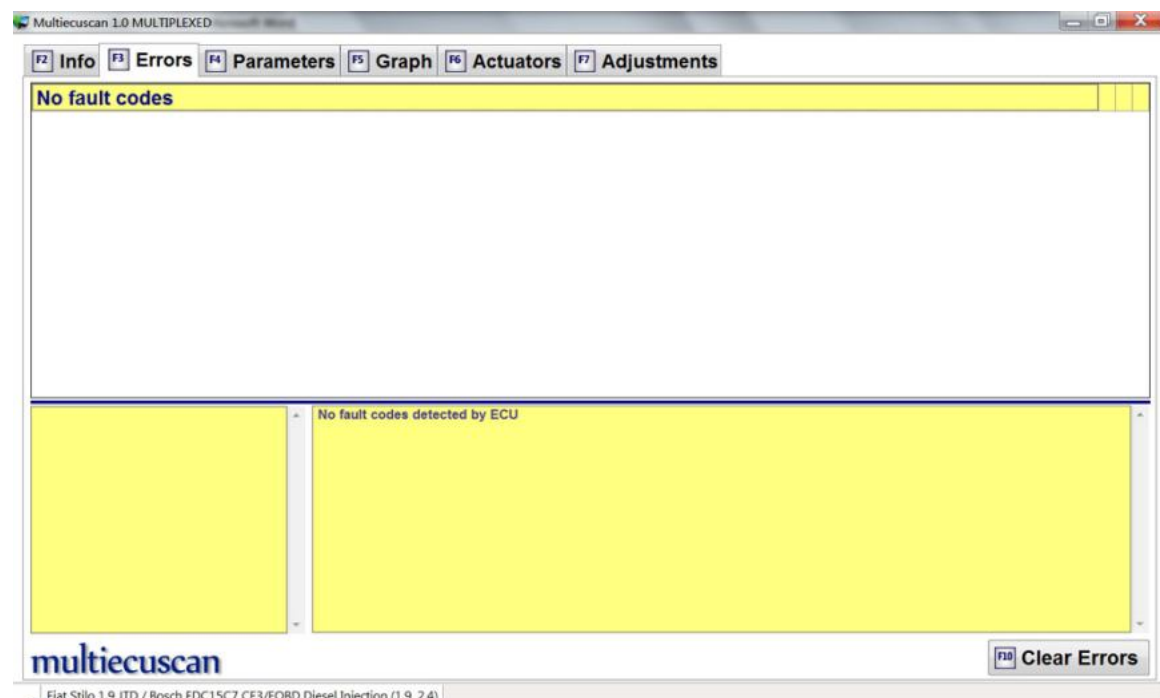 Multiecuscan 1.0 MULTIPLEXED
F2 Info F3 Errors F4 Parameters F5 Graph F6 Actuators F7 Adjustments
No fault codes
No fault codes detected by ECU
multiecuscan
F10 Clear Errors
Fiat Stilo 1.9 JTD / Bosch EDC15C7 CF3/EOBD Diesel Injection (1.9, 2.4)